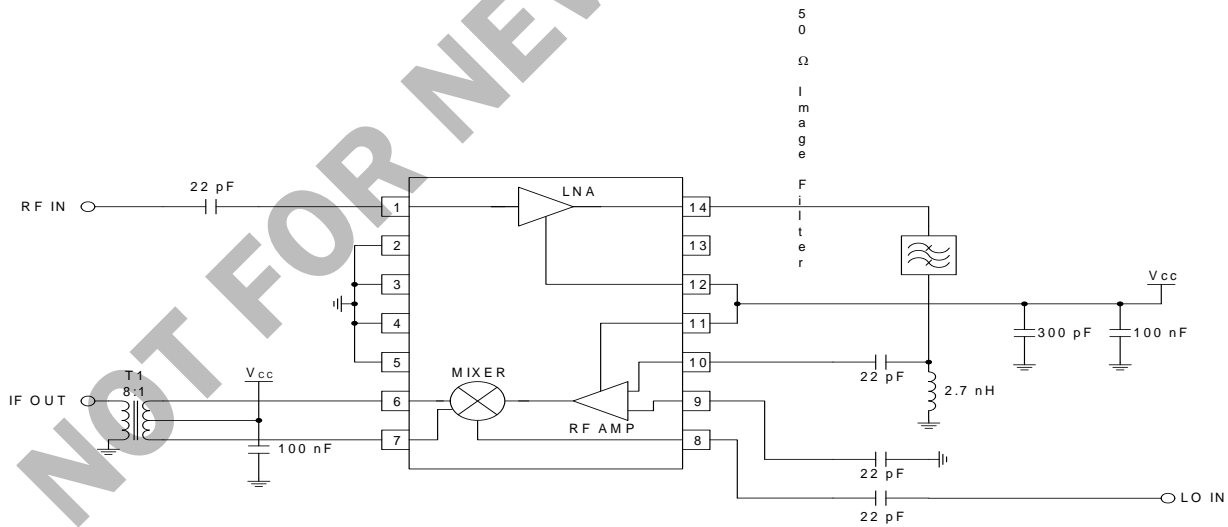 50 Ω Image Filter
NOT FOR NEW
22 pF
LNA
RF IN
1
14
2
13
3
12
Vcc
4
11
300 pF
100 nF
5
10
22 pF
T1
8:1
Vcc
MIXER
2.7 nH
IF OUT
6
9
RF AMP
7
8
100 nF
22 pF
22 pF
LO IN